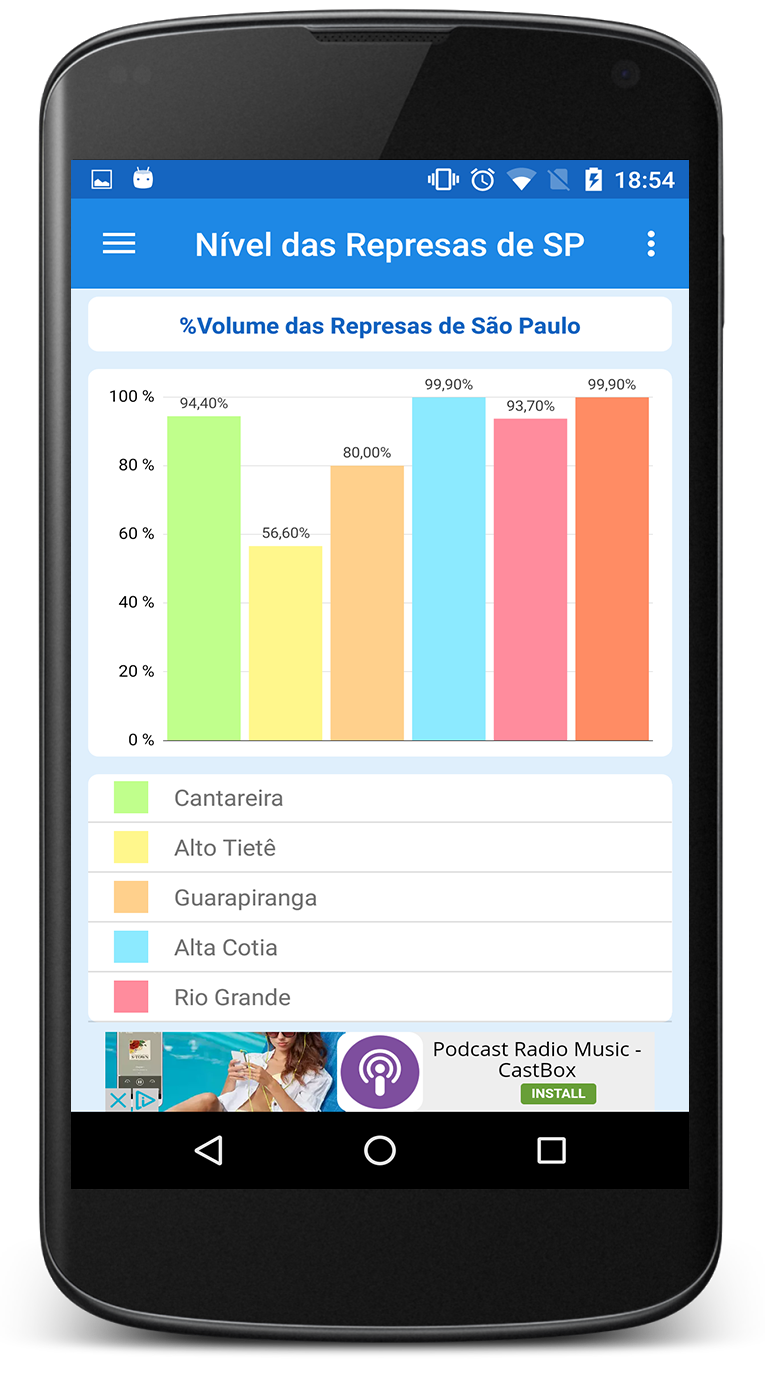 18:54
Nível das Represas de SP
%Volume das Represas de São Paulo
100 %
80 %
60 %
40 %
20 %
0 %
94,40%
56,60%
80,00%
99,90%
93,70%
99,90%
Cantareira
Alto Tietê
Guarapiranga
Alta Cotia
Rio Grande
Podcast Radio Music -
CastBox
INSTALL